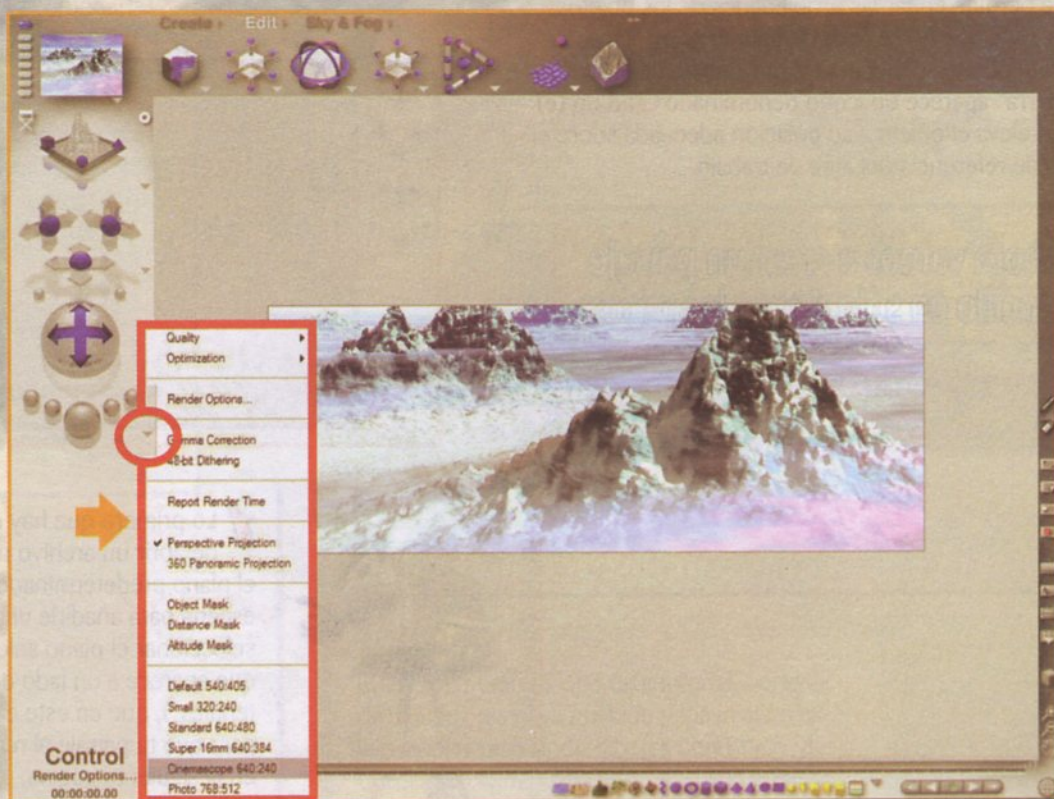 Create
Edit
Sky & Fog
Quality
Optimization
Render Options...
Gamma Correction
48-bit Dithering
Report Render Time
Perspective Projection
360 Panoramic Projection
Object Mask
Distance Mask
Altitude Mask
Default 540:405
Small 320:240
Standard 640:480
Super 16mm 640:384
Cinemascope 640:240
Photo 768:512
Control
Render Options...
00:00:00.00